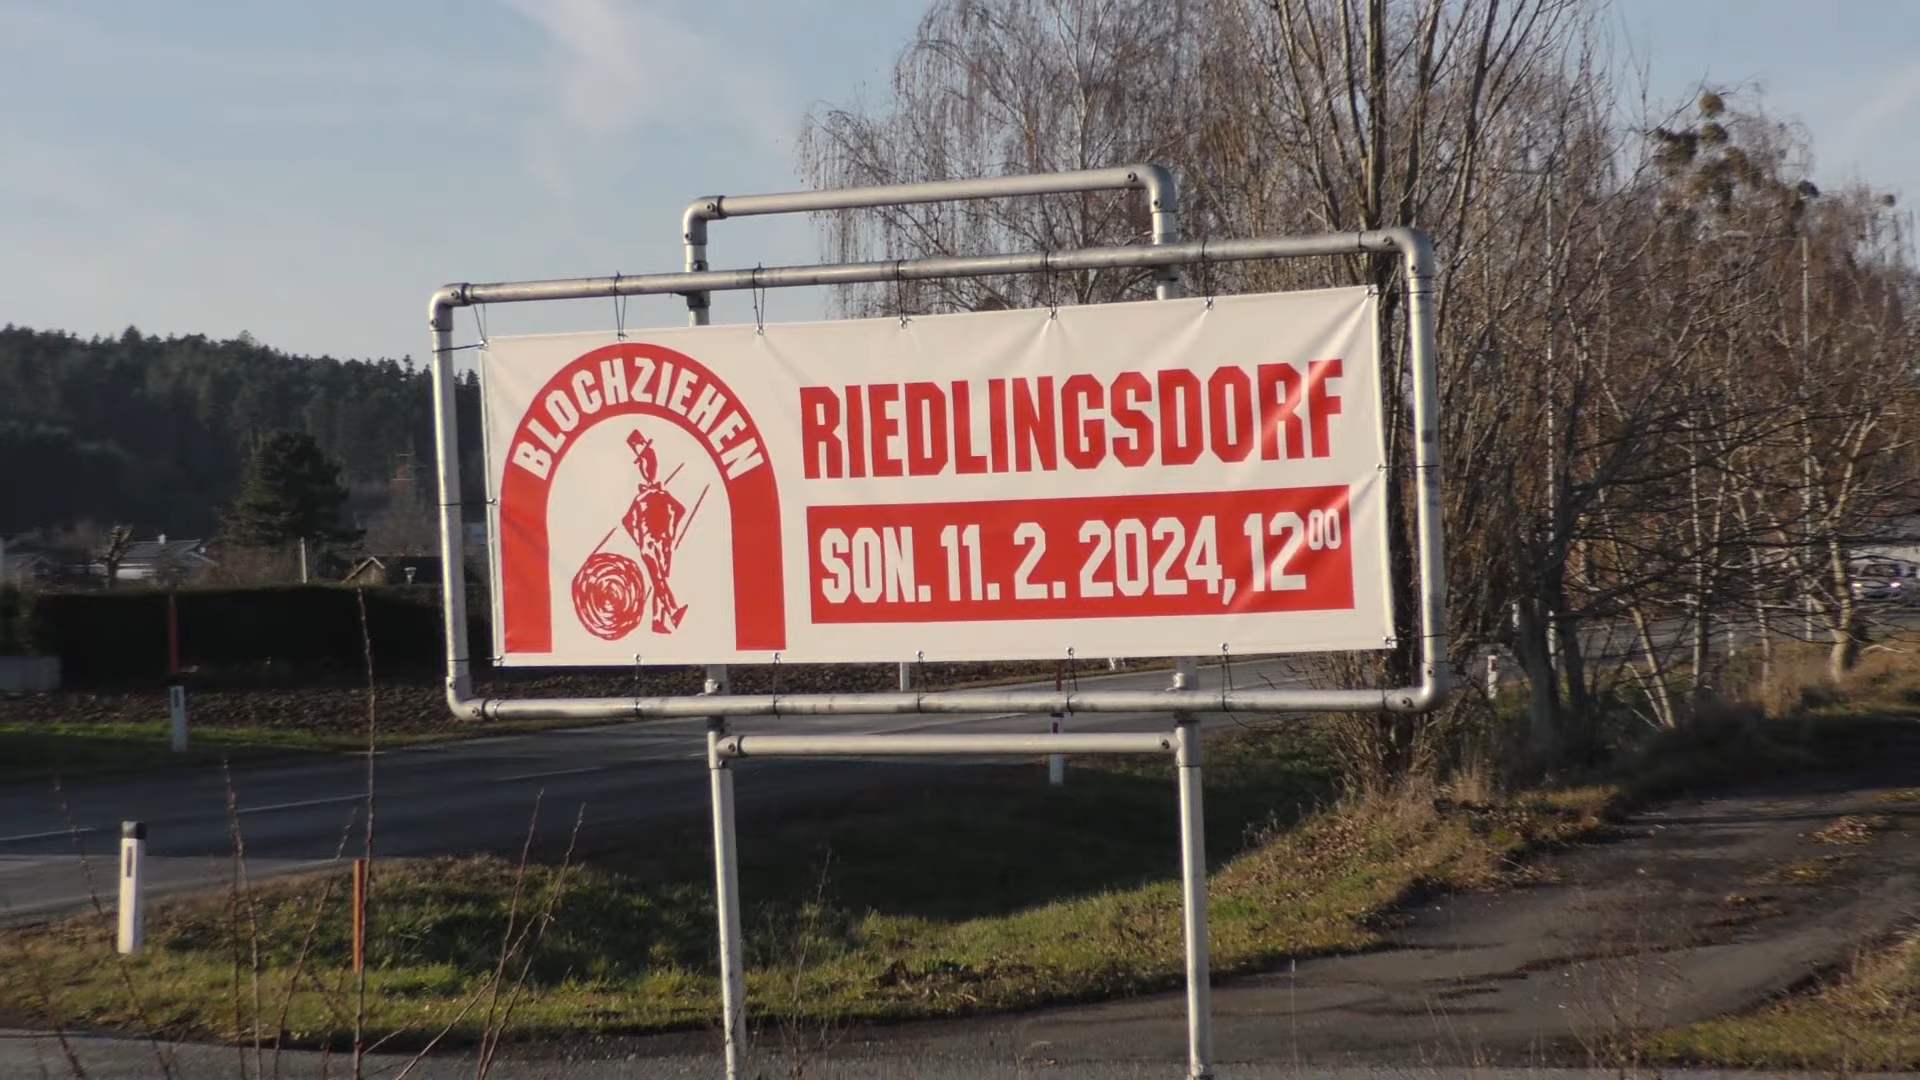 BLOCHZIEHEN
RIEDLINGSDORF
SON. 11. 2. 2024, 12⁰⁰